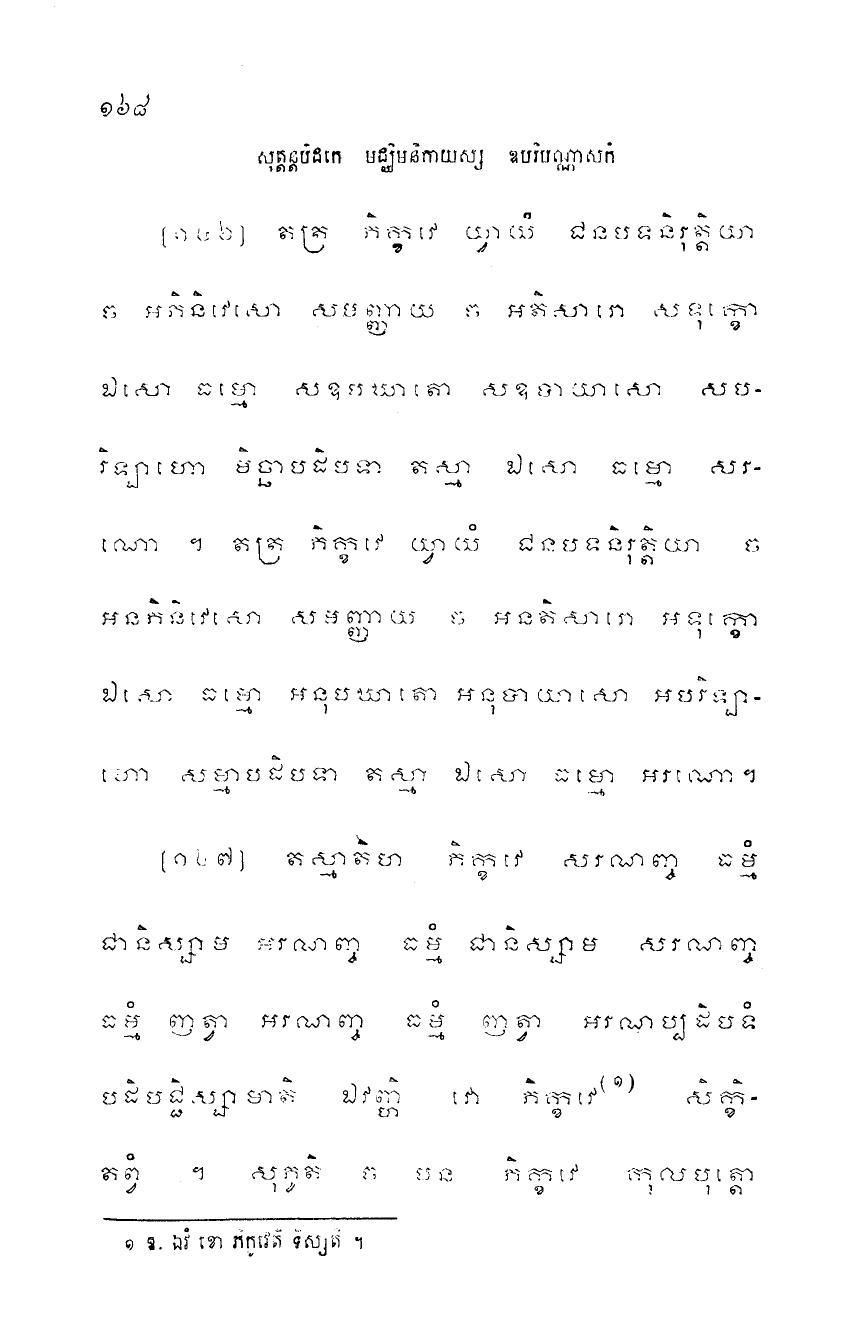 ១៦៨
សុត្តន្តបិដកេ មជ្ឈិមនិកាយស្ស ឧបរិបណ្ណាសកំ
[១៤៦] តត្រ ភិក្ខវេ យ្វាយំ ជនបទនិរុត្តិយា
ច អភិនិវេសោ សមញ្ញាយ ច អតិសារោ សទុក្ខោ
ឯសោ ធម្មោ សឧបឃាតោ សឧបាយាសោ សប-
រិឡាហោ មិច្ឆាបដិបទា តស្មា ឯសោ ធម្មោ សរ-
ណោ ។ តត្រ ភិក្ខវេ យ្វាយំ ជនបទនិរុត្តិយា ច
អនភិនិវេសោ សមញ្ញាយ ច អនតិសារោ អទុក្ខោ
ឯសោ ធម្មោ អនុបឃាតោ អនុបាយាសោ អបរិឡា-
ហោ សម្មាបដិបទា តស្មា ឯសោ ធម្មោ អរណោ។
[១៤៧] តស្មាតិហ ភិក្ខវេ សរណញ្ច ធម្មំ
ជានិស្សាម អរណញ្ច ធម្មំ ជានិស្សាម សរណញ្ច
ធម្មំ ញត្វា អរណញ្ច ធម្មំ ញត្វា អរណប្បដិបទំ
បដិបជ្ជិស្សាមាតិ ឯវញ្ហិ វោ ភិក្ខវេ(១) សិក្ខិ-
តព្វំ ។ សុភូតិ ច បន ភិក្ខវេ កុលបុត្តោ
១ ឱ. ឯវំ ខោ ភិក្ខវេតិ ទិស្សតិ ។